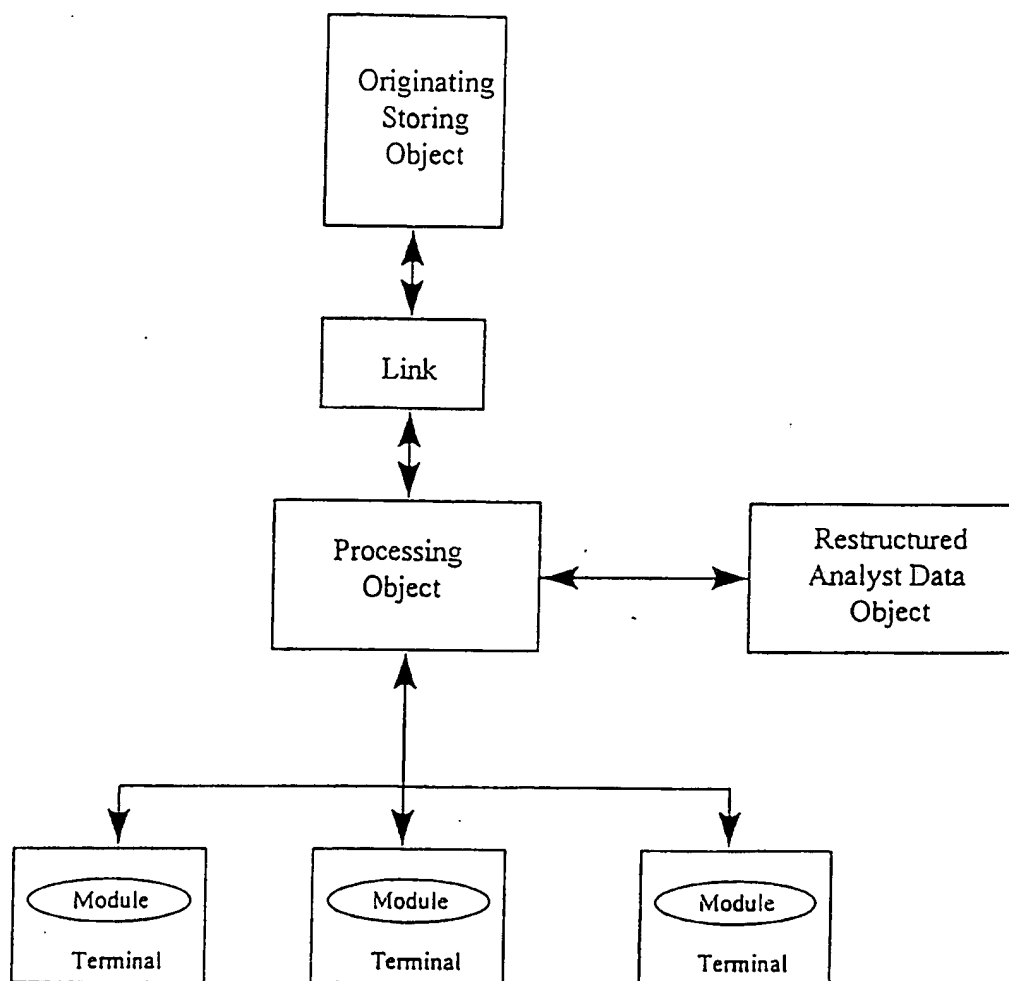 Originating
Storing
Object
Link
Processing
Object
Restructured
Analyst Data
Object
Module
Terminal
Module
Terminal
Module
Terminal